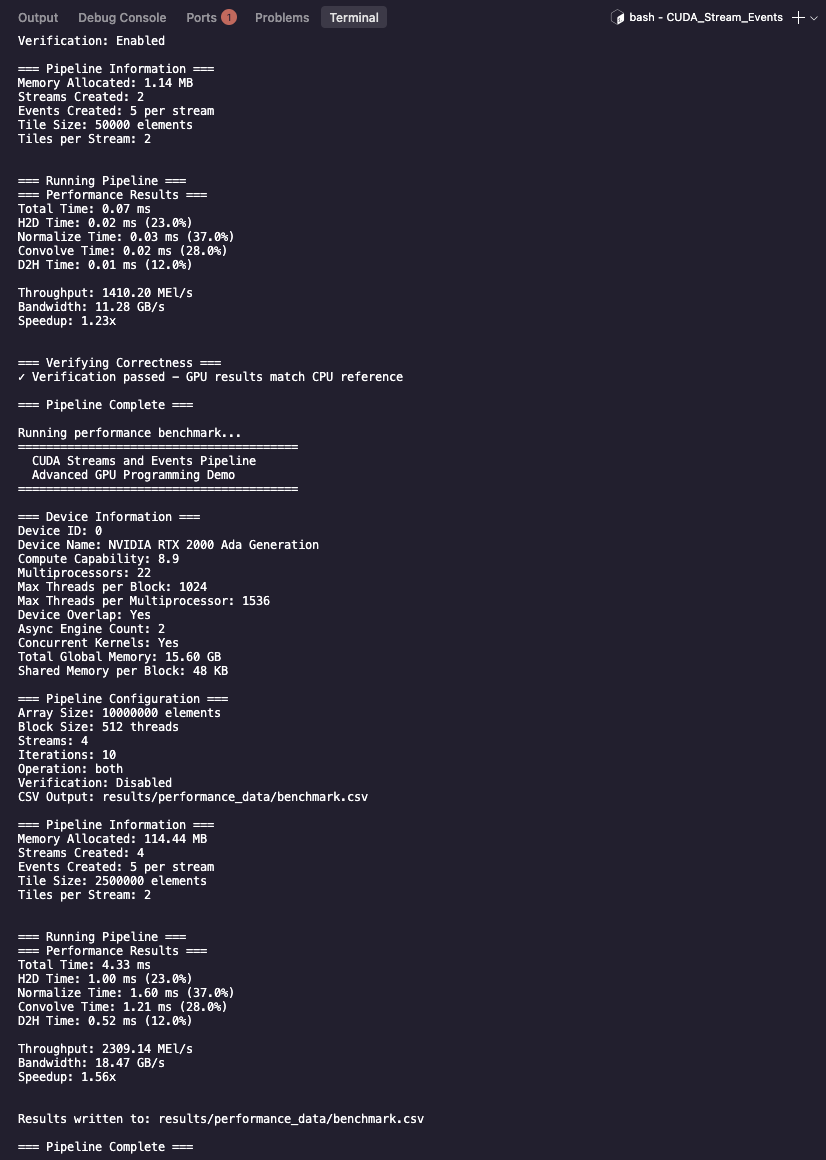 Output Debug Console Ports 1 Problems Terminal bash - CUDA_Stream_Events
Verification: Enabled
=== Pipeline Information ===
Memory Allocated: 1.14 MB
Streams Created: 2
Events Created: 5 per stream
Tile Size: 50000 elements
Tiles per Stream: 2
=== Running Pipeline ===
=== Performance Results ===
Total Time: 0.07 ms
H2D Time: 0.02 ms (23.0%)
Normalize Time: 0.03 ms (37.0%)
Convolve Time: 0.02 ms (28.0%)
D2H Time: 0.01 ms (12.0%)
Throughput: 1410.20 MEl/s
Bandwidth: 11.28 GB/s
Speedup: 1.23x
=== Verifying Correctness ===
✓ Verification passed - GPU results match CPU reference
=== Pipeline Complete ===
Running performance benchmark...
========================================
CUDA Streams and Events Pipeline
Advanced GPU Programming Demo
========================================
=== Device Information ===
Device ID: 0
Device Name: NVIDIA RTX 2000 Ada Generation
Compute Capability: 8.9
Multiprocessors: 22
Max Threads per Block: 1024
Max Threads per Multiprocessor: 1536
Device Overlap: Yes
Async Engine Count: 2
Concurrent Kernels: Yes
Total Global Memory: 15.60 GB
Shared Memory per Block: 48 KB
=== Pipeline Configuration ===
Array Size: 10000000 elements
Block Size: 512 threads
Streams: 4
Iterations: 10
Operation: both
Verification: Disabled
CSV Output: results/performance_data/benchmark.csv
=== Pipeline Information ===
Memory Allocated: 114.44 MB
Streams Created: 4
Events Created: 5 per stream
Tile Size: 2500000 elements
Tiles per Stream: 2
=== Running Pipeline ===
=== Performance Results ===
Total Time: 4.33 ms
H2D Time: 1.00 ms (23.0%)
Normalize Time: 1.60 ms (37.0%)
Convolve Time: 1.21 ms (28.0%)
D2H Time: 0.52 ms (12.0%)
Throughput: 2309.14 MEl/s
Bandwidth: 18.47 GB/s
Speedup: 1.56x
Results written to: results/performance_data/benchmark.csv
=== Pipeline Complete ===